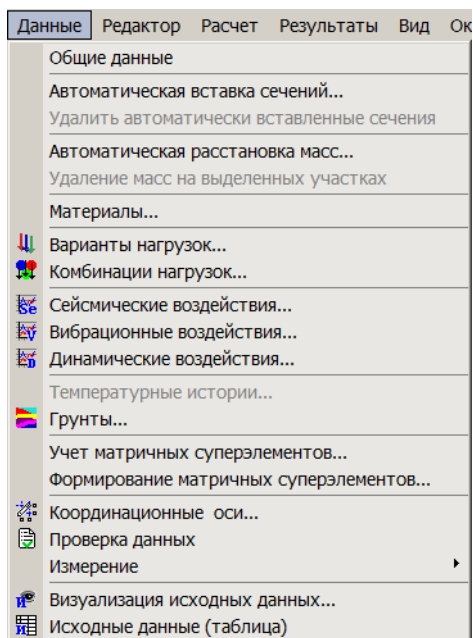 Данные Редактор Расчет Результаты Вид Ок
Общие данные
Автоматическая вставка сечений...
Удалить автоматически вставленные сечения
Автоматическая расстановка масс...
Удаление масс на выделенных участках
Материалы...
Варианты нагрузок...
Комбинации нагрузок...
Сейсмические воздействия...
Вибрационные воздействия...
Динамические воздействия...
Температурные истории...
Грунты...
Учет матричных суперэлементов...
Формирование матричных суперэлементов...
Координационные оси...
Проверка данных
Измерение
Визуализация исходных данных...
Исходные данные (таблица)